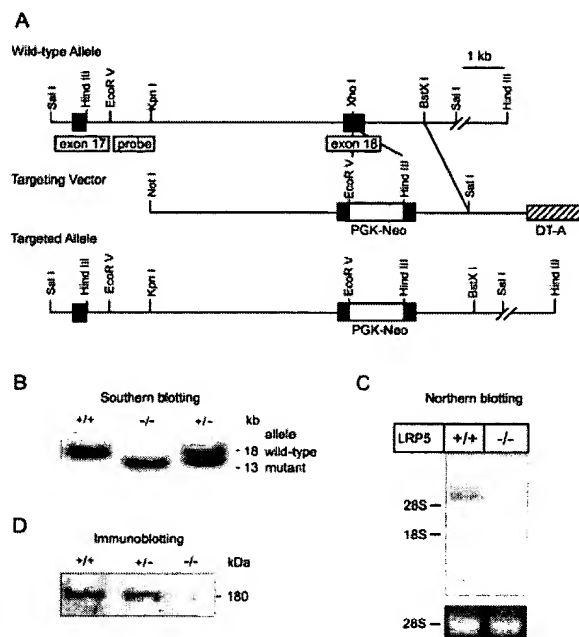 A
Wild-type Allele
1 kb
Sal I
Hind III
EcoR V
Kpn I
Xho I
BstX I
Sal I
Hind III
exon 17
probe
exon 18
Targeting Vector
Not I
EcoR V
Hind III
Sal I
PGK-Neo
DT-A
Targeted Allele
Sal I
Hind III
EcoR V
Kpn I
EcoR V
Hind III
BstX I
Sal I
Hind III
PGK-Neo
B
Southern blotting
+/+ -/- +/- kb
allele
- 18 wild-type
- 13 mutant
C
Northern blotting
LRP5 +/+ -/-
28S
18S
28S
D
Immunoblotting
+/+ +/- -/- kDa
- 180